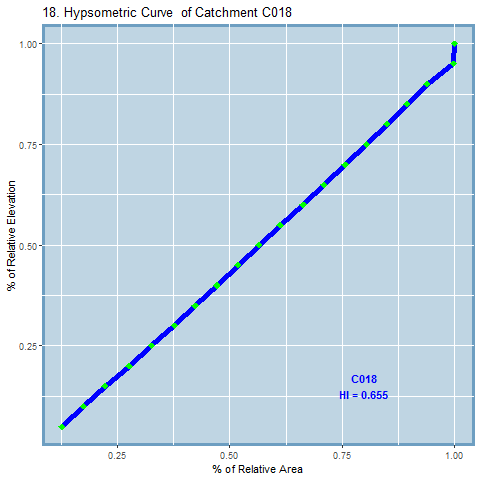 18. Hypsometric Curve  of Catchment C018
1.00
0.75
0.50
0.25
% of Relative Elevation
C018
HI = 0.655
0.25 0.50 0.75 1.00
% of Relative Area